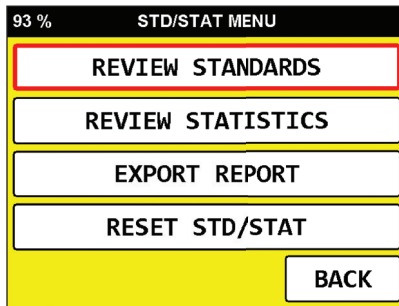 93 % STD/STAT MENU
REVIEW STANDARDS
REVIEW STATISTICS
EXPORT REPORT
RESET STD/STAT
BACK